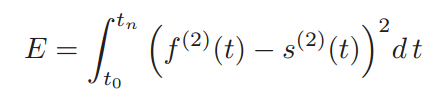 E = ∫_{t_0}^{t_n} (f^{(2)}(t) − s^{(2)}(t))^2 dt